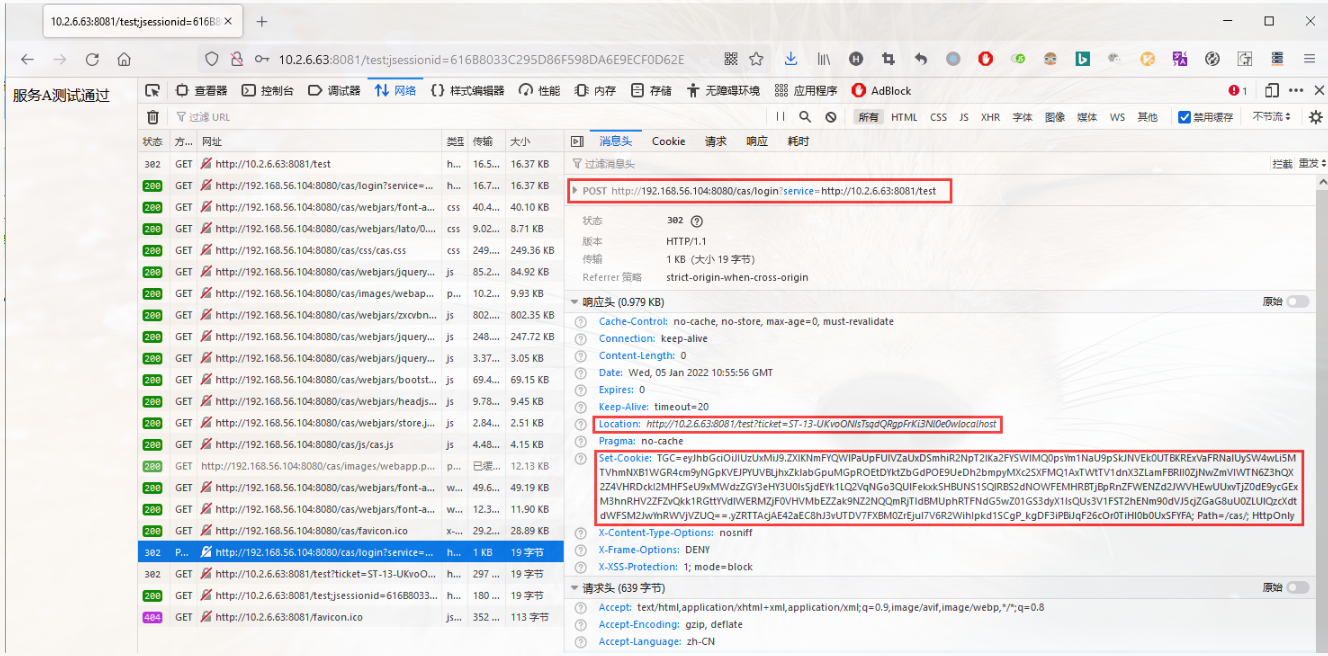 10.2.6.63:8081/test;jsessionid=616B8
10.2.6.63:8081/test;jsessionid=616B8033C295D86F598DA6E9ECF0D62E
服务A测试通过
查看器 控制台 调试器 网络 样式编辑器 性能 内存 存储 无障碍环境 应用程序 AdBlock 1
过滤 URL 所有 HTML CSS JS XHR 字体 图像 媒体 WS 其他 禁用缓存 不节流
状态 方... 网址 类型 传输 大小
302 GET http://10.2.6.63:8081/test h... 16.5... 16.37 KB
200 GET http://192.168.56.104:8080/cas/login?service=... h... 16.7... 16.37 KB
200 GET http://192.168.56.104:8080/cas/webjars/font-a... css 40.4... 40.10 KB
200 GET http://192.168.56.104:8080/cas/webjars/lato/0... css 9.02... 8.71 KB
200 GET http://192.168.56.104:8080/cas/css/cas.css css 249.... 249.36 KB
200 GET http://192.168.56.104:8080/cas/webjars/jquery... js 85.2... 84.92 KB
200 GET http://192.168.56.104:8080/cas/images/webapp... p... 10.2... 9.93 KB
200 GET http://192.168.56.104:8080/cas/webjars/zxcvbn... js 802.... 802.35 KB
200 GET http://192.168.56.104:8080/cas/webjars/jquery... js 248.... 247.72 KB
200 GET http://192.168.56.104:8080/cas/webjars/jquery... js 3.37... 3.05 KB
200 GET http://192.168.56.104:8080/cas/webjars/bootst... js 69.4... 69.15 KB
200 GET http://192.168.56.104:8080/cas/webjars/headjs... js 9.78... 9.45 KB
200 GET http://192.168.56.104:8080/cas/webjars/store.j... js 2.84... 2.51 KB
200 GET http://192.168.56.104:8080/cas/js/cas.js js 4.48... 4.15 KB
200 GET http://192.168.56.104:8080/cas/images/webapp.p... p... 已缓... 12.13 KB
200 GET http://192.168.56.104:8080/cas/webjars/font-a... w... 49.6... 49.19 KB
200 GET http://192.168.56.104:8080/cas/webjars/font-a... w... 12.3... 11.90 KB
200 GET http://192.168.56.104:8080/cas/favicon.ico x-... 29.2... 28.89 KB
302 P... http://192.168.56.104:8080/cas/login?service=... h... 1 KB 19 字节
302 GET http://10.2.6.63:8081/test?ticket=ST-13-UKvoO... h... 297 ... 19 字节
200 GET http://10.2.6.63:8081/test;jsessionid=616B8033... h... 180 ... 19 字节
404 GET http://10.2.6.63:8081/favicon.ico js... 352 ... 113 字节
消息头 Cookie 请求 响应 耗时
过滤消息头 拦截 重发
POST http://192.168.56.104:8080/cas/login?service=http://10.2.6.63:8081/test
状态 302
版本 HTTP/1.1
传输 1 KB (大小 19 字节)
Referrer 策略 strict-origin-when-cross-origin
响应头 (0.979 KB) 原始
Cache-Control: no-cache, no-store, max-age=0, must-revalidate
Connection: keep-alive
Content-Length: 0
Date: Wed, 05 Jan 2022 10:55:56 GMT
Expires: 0
Keep-Alive: timeout=20
Location: http://10.2.6.63:8081/test?ticket=ST-13-UKvoONIsTsqdQRgpFrKi3Nl0e0wlocalhost
Pragma: no-cache
Set-Cookie: TGC=
Path=/cas/; HttpOnly
X-Content-Type-Options: nosniff
X-Frame-Options: DENY
X-XSS-Protection: 1; mode=block
请求头 (639 字节) 原始
Accept: text/html,application/xhtml+xml,application/xml;q=0.9,image/avif,image/webp,*/*;q=0.8
Accept-Encoding: gzip, deflate
Accept-Language: zh-CN